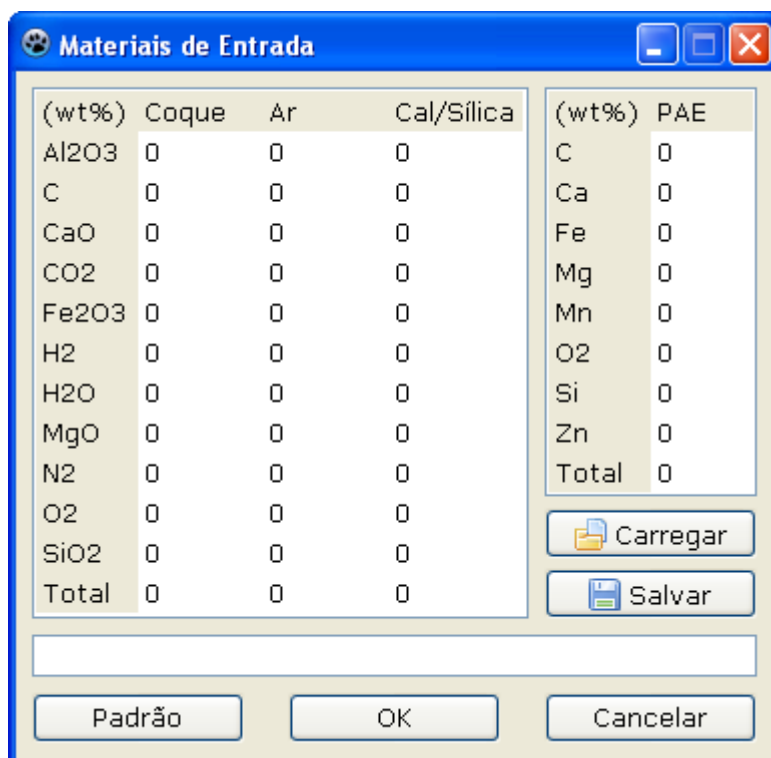 Materiais de Entrada
(wt%) Coque Ar Cal/Sílica
Al2O3 0 0 0
C 0 0 0
CaO 0 0 0
CO2 0 0 0
Fe2O3 0 0 0
H2 0 0 0
H2O 0 0 0
MgO 0 0 0
N2 0 0 0
O2 0 0 0
SiO2 0 0 0
Total 0 0 0
(wt%) PAE
C 0
Ca 0
Fe 0
Mg 0
Mn 0
O2 0
Si 0
Zn 0
Total 0
Carregar
Salvar
Padrão OK Cancelar